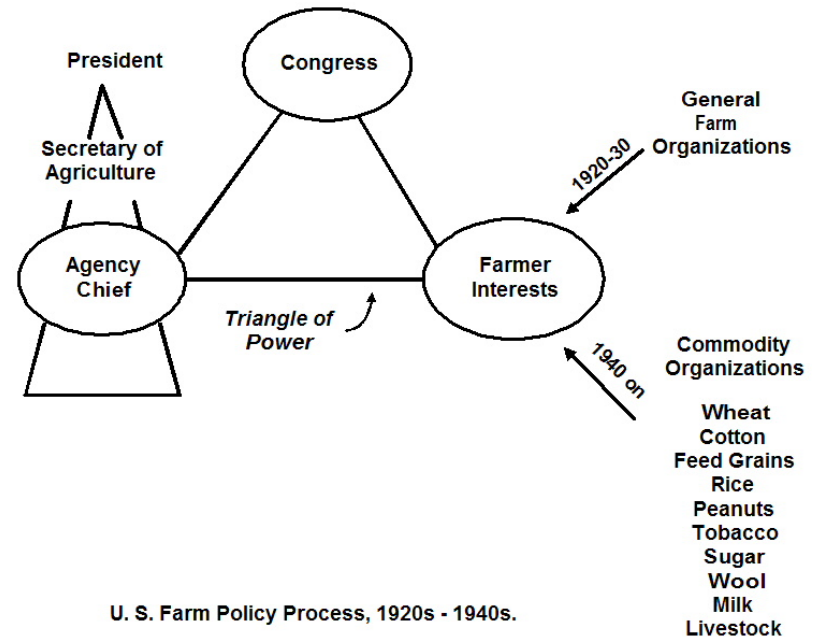 President
Congress
Secretary of
Agriculture
General
Farm
Organizations
1920-30
Agency
Chief
Farmer
Interests
Triangle of
Power
1940 on
Commodity
Organizations
Wheat
Cotton
Feed Grains
Rice
Peanuts
Tobacco
Sugar
Wool
Milk
Livestock
U. S. Farm Policy Process, 1920s - 1940s.